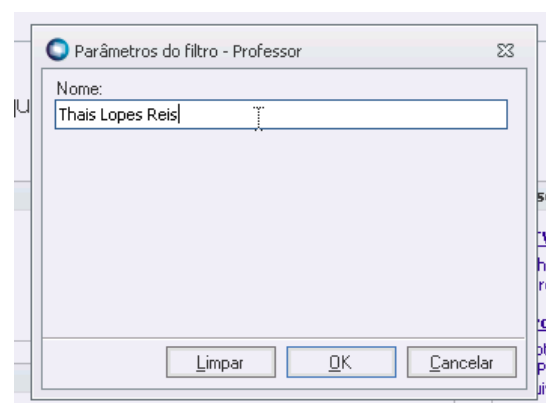 Parâmetros do filtro - Professor
Nome:
Thais Lopes Reis
Limpar
OK
Cancelar